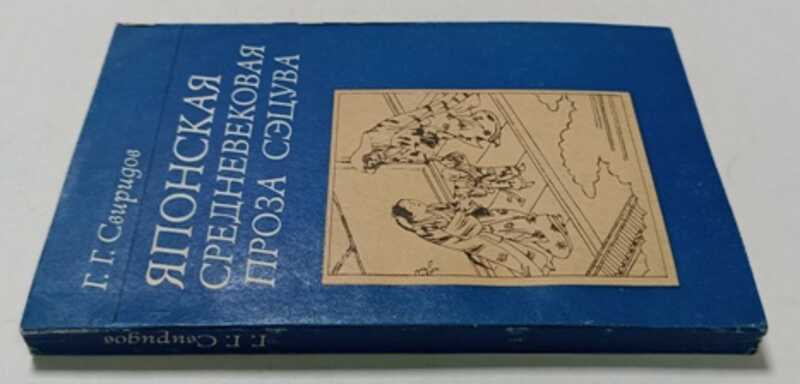 Г. Г. Свиридов
ЯПОНСКАЯ
СРЕДНЕВЕКОВАЯ
ПРОЗА СЭЦУВА
Г. Г. Свиридов